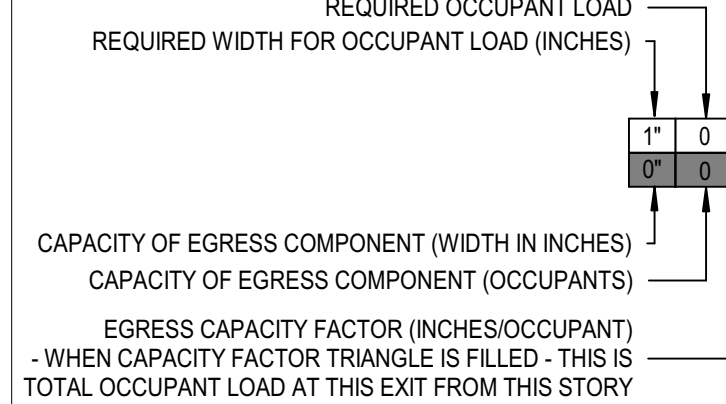 REQUIRED OCCUPANT LOAD
REQUIRED WIDTH FOR OCCUPANT LOAD (INCHES)
1" 0
0" 0
CAPACITY OF EGRESS COMPONENT (WIDTH IN INCHES)
CAPACITY OF EGRESS COMPONENT (OCCUPANTS)
EGRESS CAPACITY FACTOR (INCHES/OCCUPANT)
- WHEN CAPACITY FACTOR TRIANGLE IS FILLED - THIS IS
TOTAL OCCUPANT LOAD AT THIS EXIT FROM THIS STORY